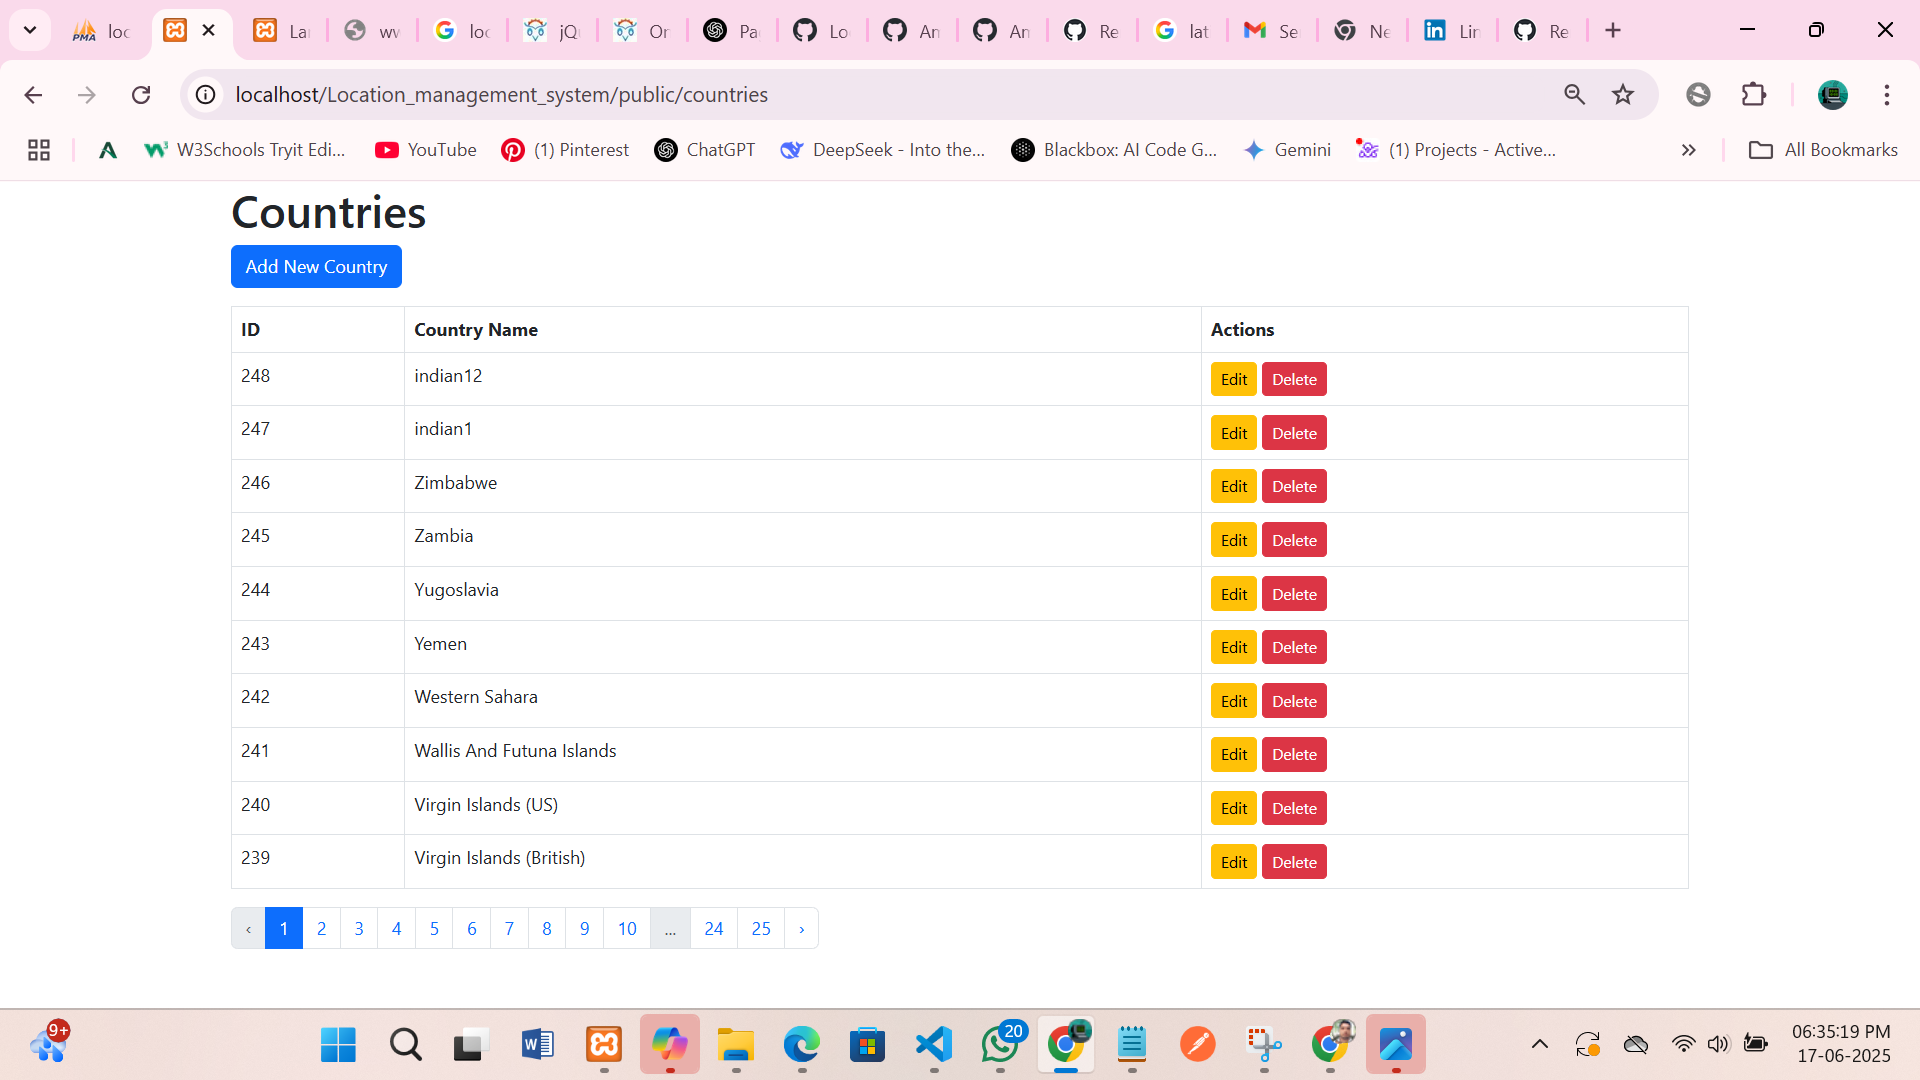 loc
La
wv
loc
jQu
Or
Pa
Lo
An
An
Re
lat
Se
Ne
Lin
Re
localhost/Location_management_system/public/countries
W3Schools Tryit Edi...
YouTube
(1) Pinterest
ChatGPT
DeepSeek - Into the...
Blackbox: AI Code G...
Gemini
(1) Projects - Active...
All Bookmarks
Countries
Add New Country
ID Country Name Actions
248 indian12 Edit Delete
247 indian1 Edit Delete
246 Zimbabwe Edit Delete
245 Zambia Edit Delete
244 Yugoslavia Edit Delete
243 Yemen Edit Delete
242 Western Sahara Edit Delete
241 Wallis And Futuna Islands Edit Delete
240 Virgin Islands (US) Edit Delete
239 Virgin Islands (British) Edit Delete
‹ 1 2 3 4 5 6 7 8 9 10 ... 24 25 ›
9+
20
06:35:19 PM
17-06-2025